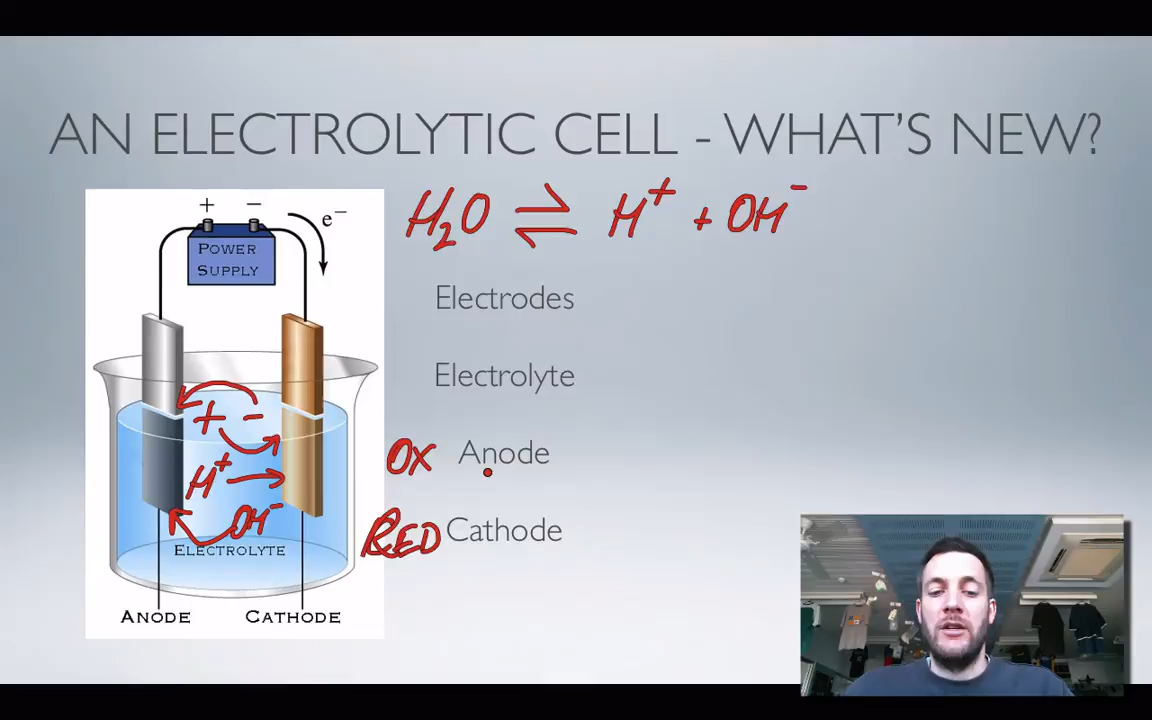 AN ELECTROLYTIC CELL - WHAT'S NEW?
H₂O ⇌ H⁺ + OH⁻
+ −
e⁻
POWER
SUPPLY
Electrodes
Electrolyte
+ −
OX Anode
H⁺
OH⁻
RED Cathode
ELECTROLYTE
ANODE CATHODE